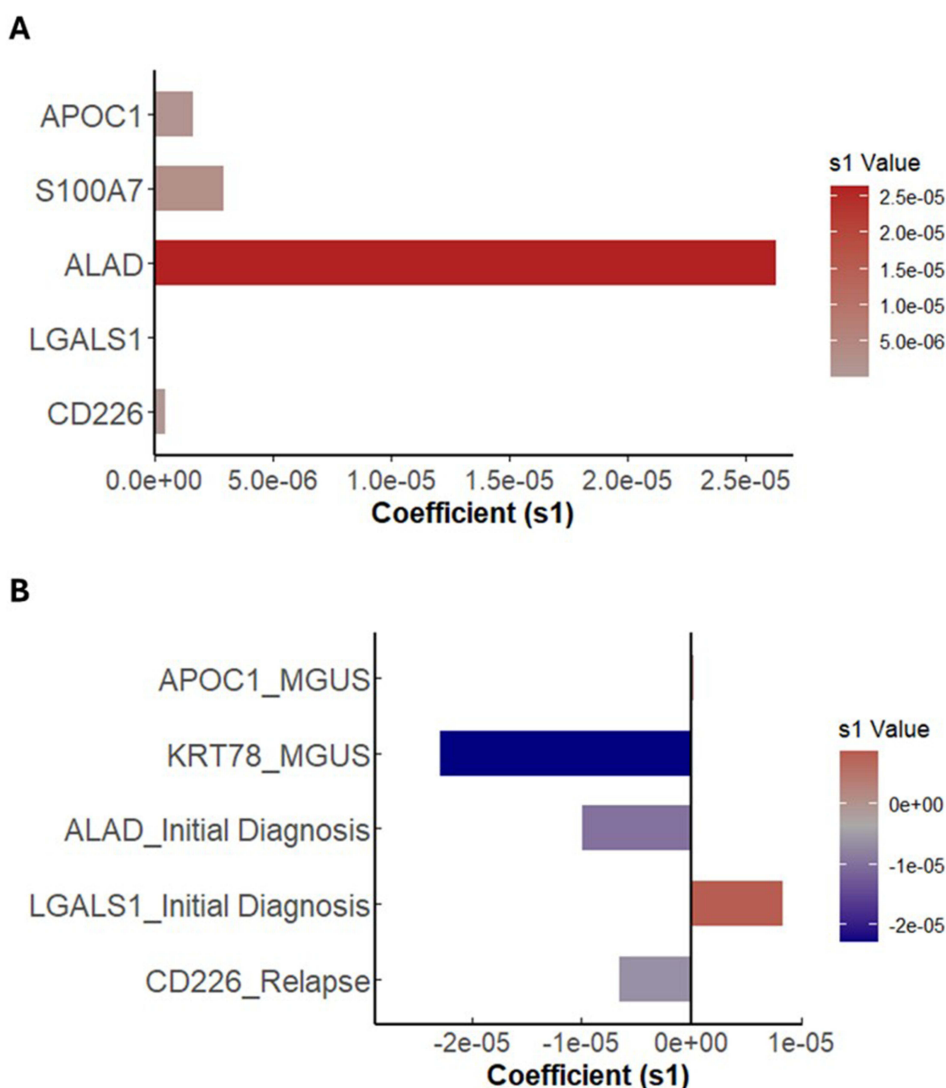 A
APOC1
S100A7
ALAD
LGALS1
CD226
0.0e+00 5.0e-06 1.0e-05 1.5e-05 2.0e-05 2.5e-05
Coefficient (s1)
s1 Value
2.5e-05
2.0e-05
1.5e-05
1.0e-05
5.0e-06
B
APOC1_MGUS
KRT78_MGUS
ALAD_Initial Diagnosis
LGALS1_Initial Diagnosis
CD226_Relapse
-2e-05 -1e-05 0e+00 1e-05
Coefficient (s1)
s1 Value
0e+00
-1e-05
-2e-05